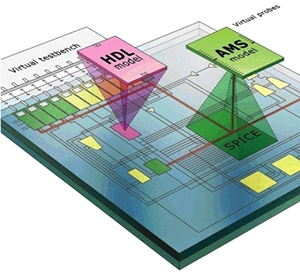 Virtual probes
Virtual testbench
HDL
model
AMS
model
SPICE